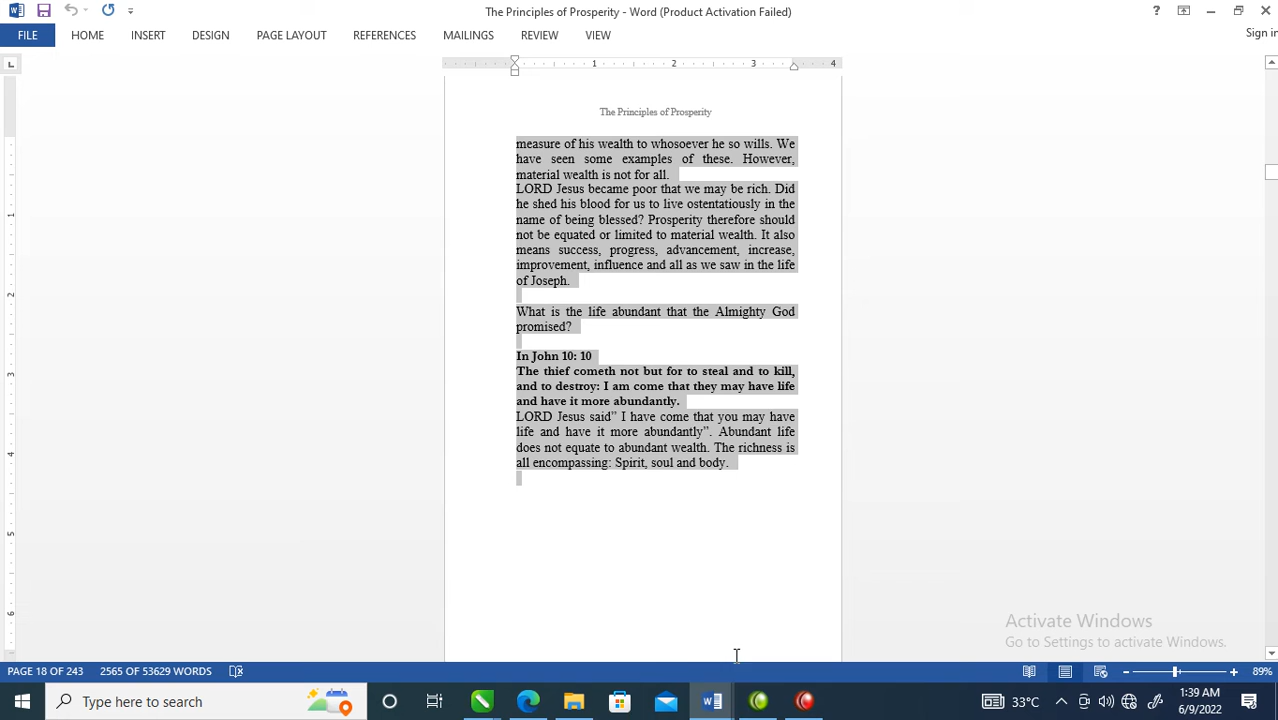 The Principles of Prosperity - Word (Product Activation Failed)
FILE HOME INSERT DESIGN PAGE LAYOUT REFERENCES MAILINGS REVIEW VIEW Sign in
1 2 3 4
The Principles of Prosperity
measure of his wealth to whosoever he so wills. We
have seen some examples of these. However,
material wealth is not for all.
LORD Jesus became poor that we may be rich. Did
he shed his blood for us to live ostentatiously in the
name of being blessed? Prosperity therefore should
not be equated or limited to material wealth. It also
means success, progress, advancement, increase,
improvement, influence and all as we saw in the life
of Joseph.
What is the life abundant that the Almighty God
promised?
In John 10: 10
The thief cometh not but for to steal and to kill,
and to destroy: I am come that they may have life
and have it more abundantly.
LORD Jesus said” I have come that you may have
life and have it more abundantly”. Abundant life
does not equate to abundant wealth. The richness is
all encompassing: Spirit, soul and body.
1
2
3
4
5
6
Activate Windows
Go to Settings to activate Windows.
PAGE 18 OF 243 2565 OF 53629 WORDS 89%
Type here to search 33°C 1:39 AM
6/9/2022